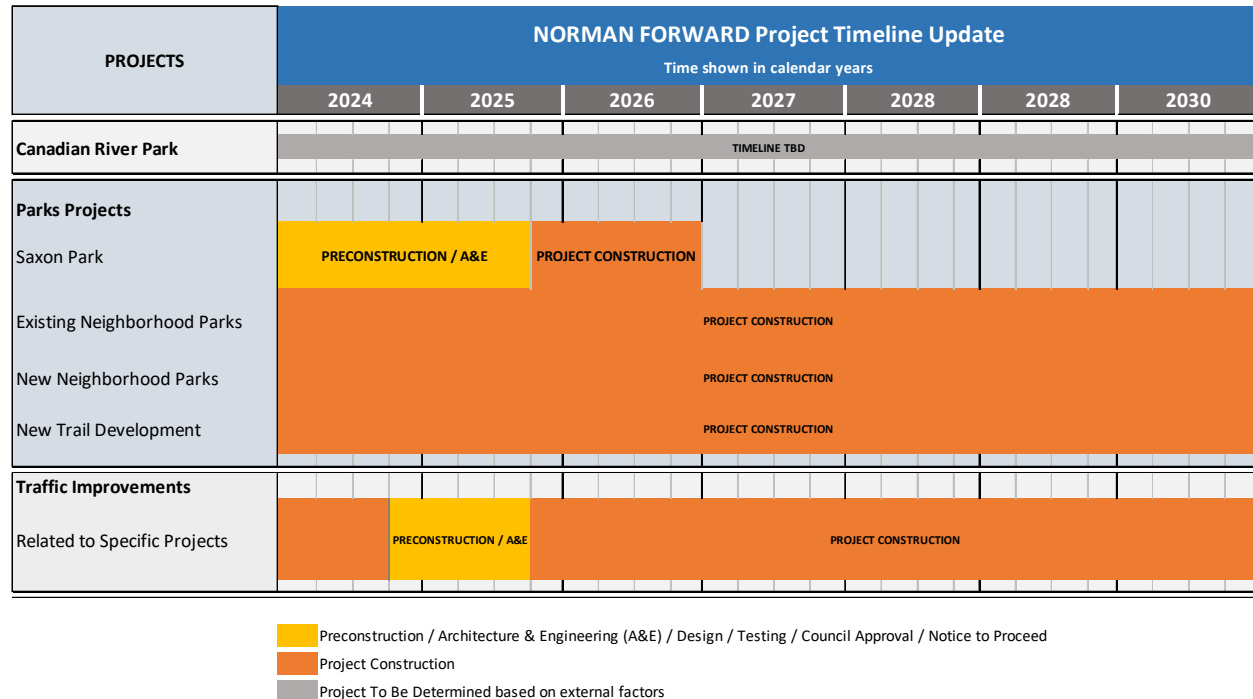 PROJECTS
NORMAN FORWARD Project Timeline Update
Time shown in calendar years
2024 2025 2026 2027 2028 2028 2030
Canadian River Park TIMELINE TBD
Parks Projects
Saxon Park PRECONSTRUCTION / A&E PROJECT CONSTRUCTION
Existing Neighborhood Parks PROJECT CONSTRUCTION
New Neighborhood Parks PROJECT CONSTRUCTION
New Trail Development PROJECT CONSTRUCTION
Traffic Improvements
Related to Specific Projects PRECONSTRUCTION / A&E PROJECT CONSTRUCTION
Preconstruction / Architecture & Engineering (A&E) / Design / Testing / Council Approval / Notice to Proceed
Project Construction
Project To Be Determined based on external factors